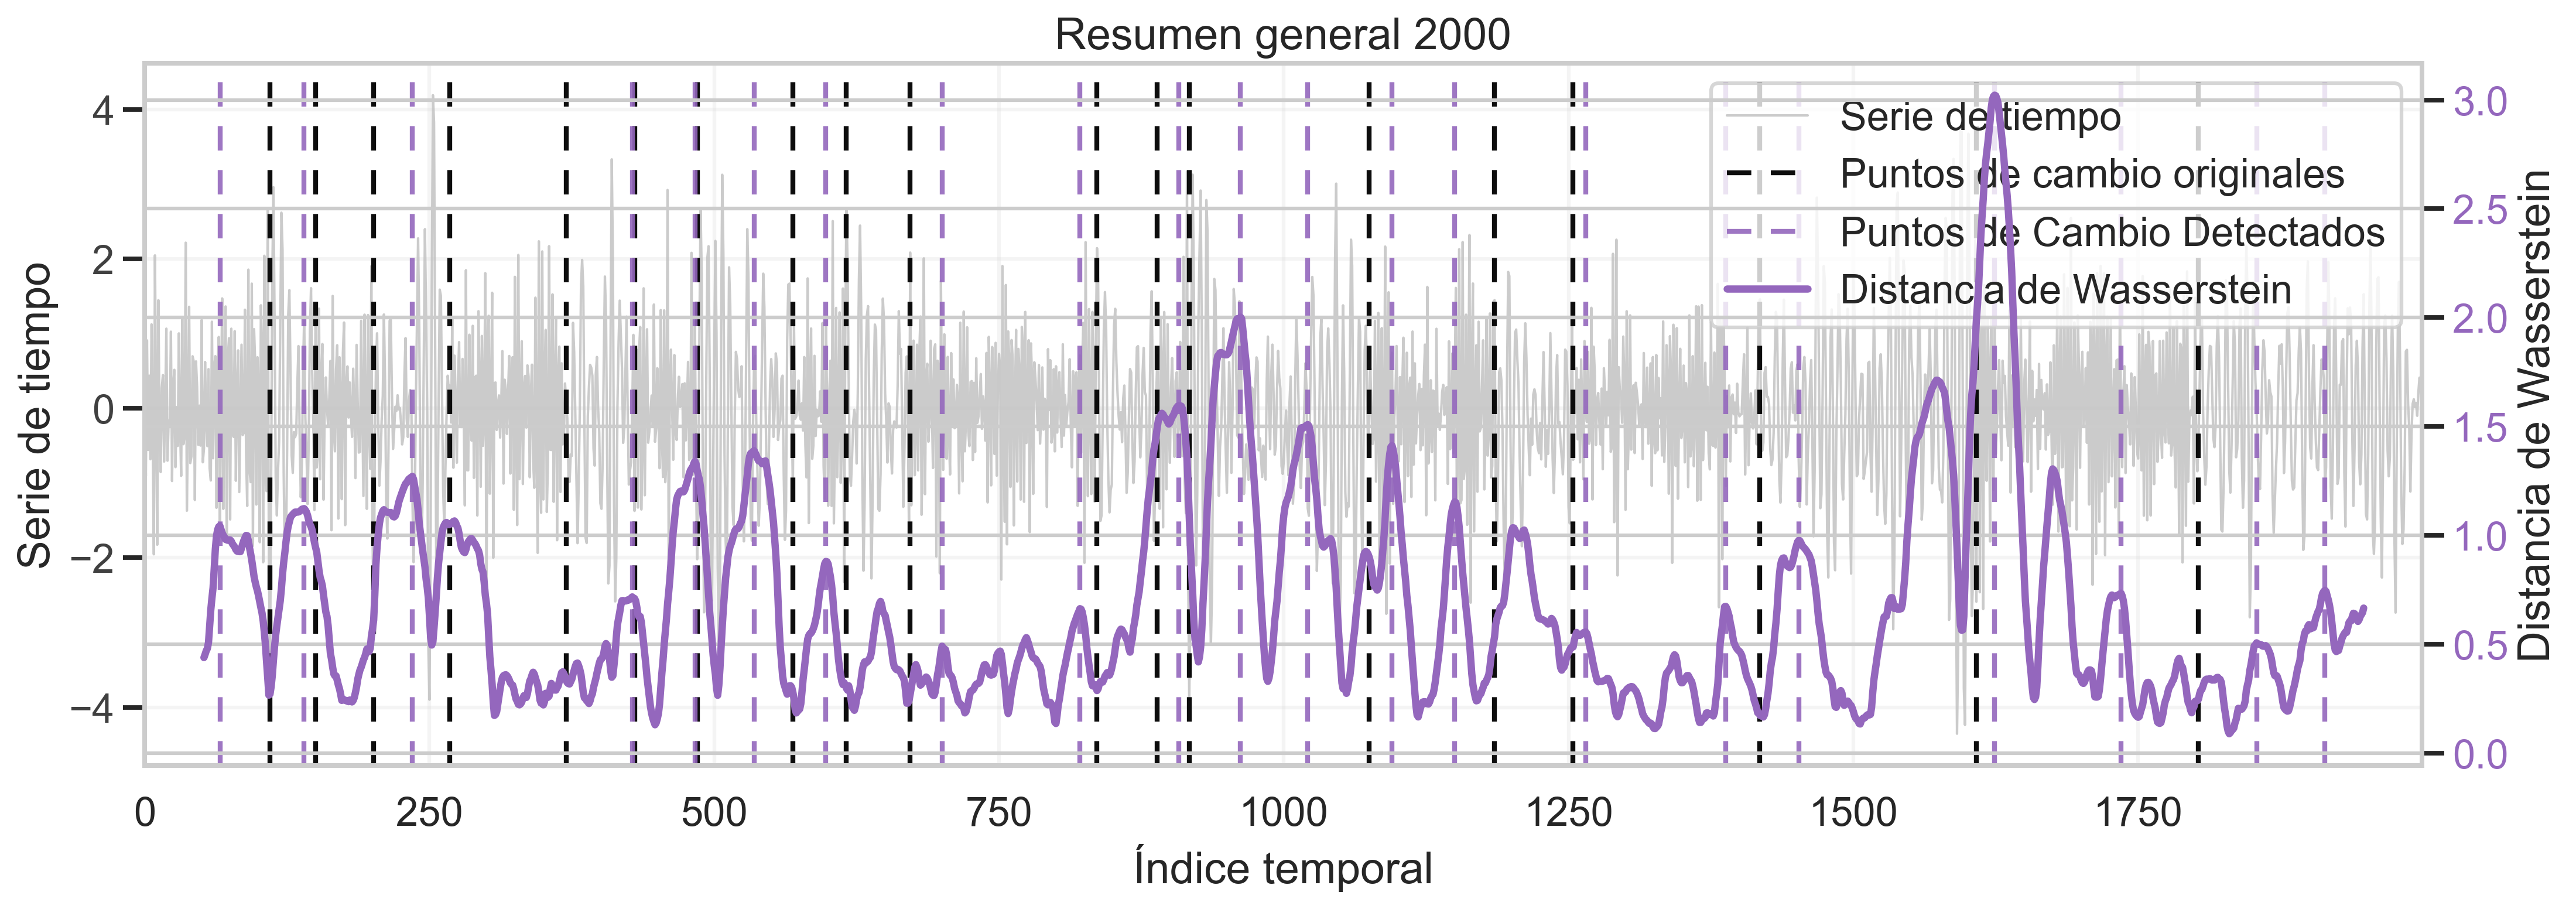 Resumen general 2000
Serie de tiempo
4
2
0
−2
−4
Serie de tiempo
Puntos de cambio originales
Puntos de Cambio Detectados
Distancia de Wasserstein
3.0
2.5
2.0
1.5
1.0
0.5
0.0
Distancia de Wasserstein
0 250 500 750 1000 1250 1500 1750
Índice temporal